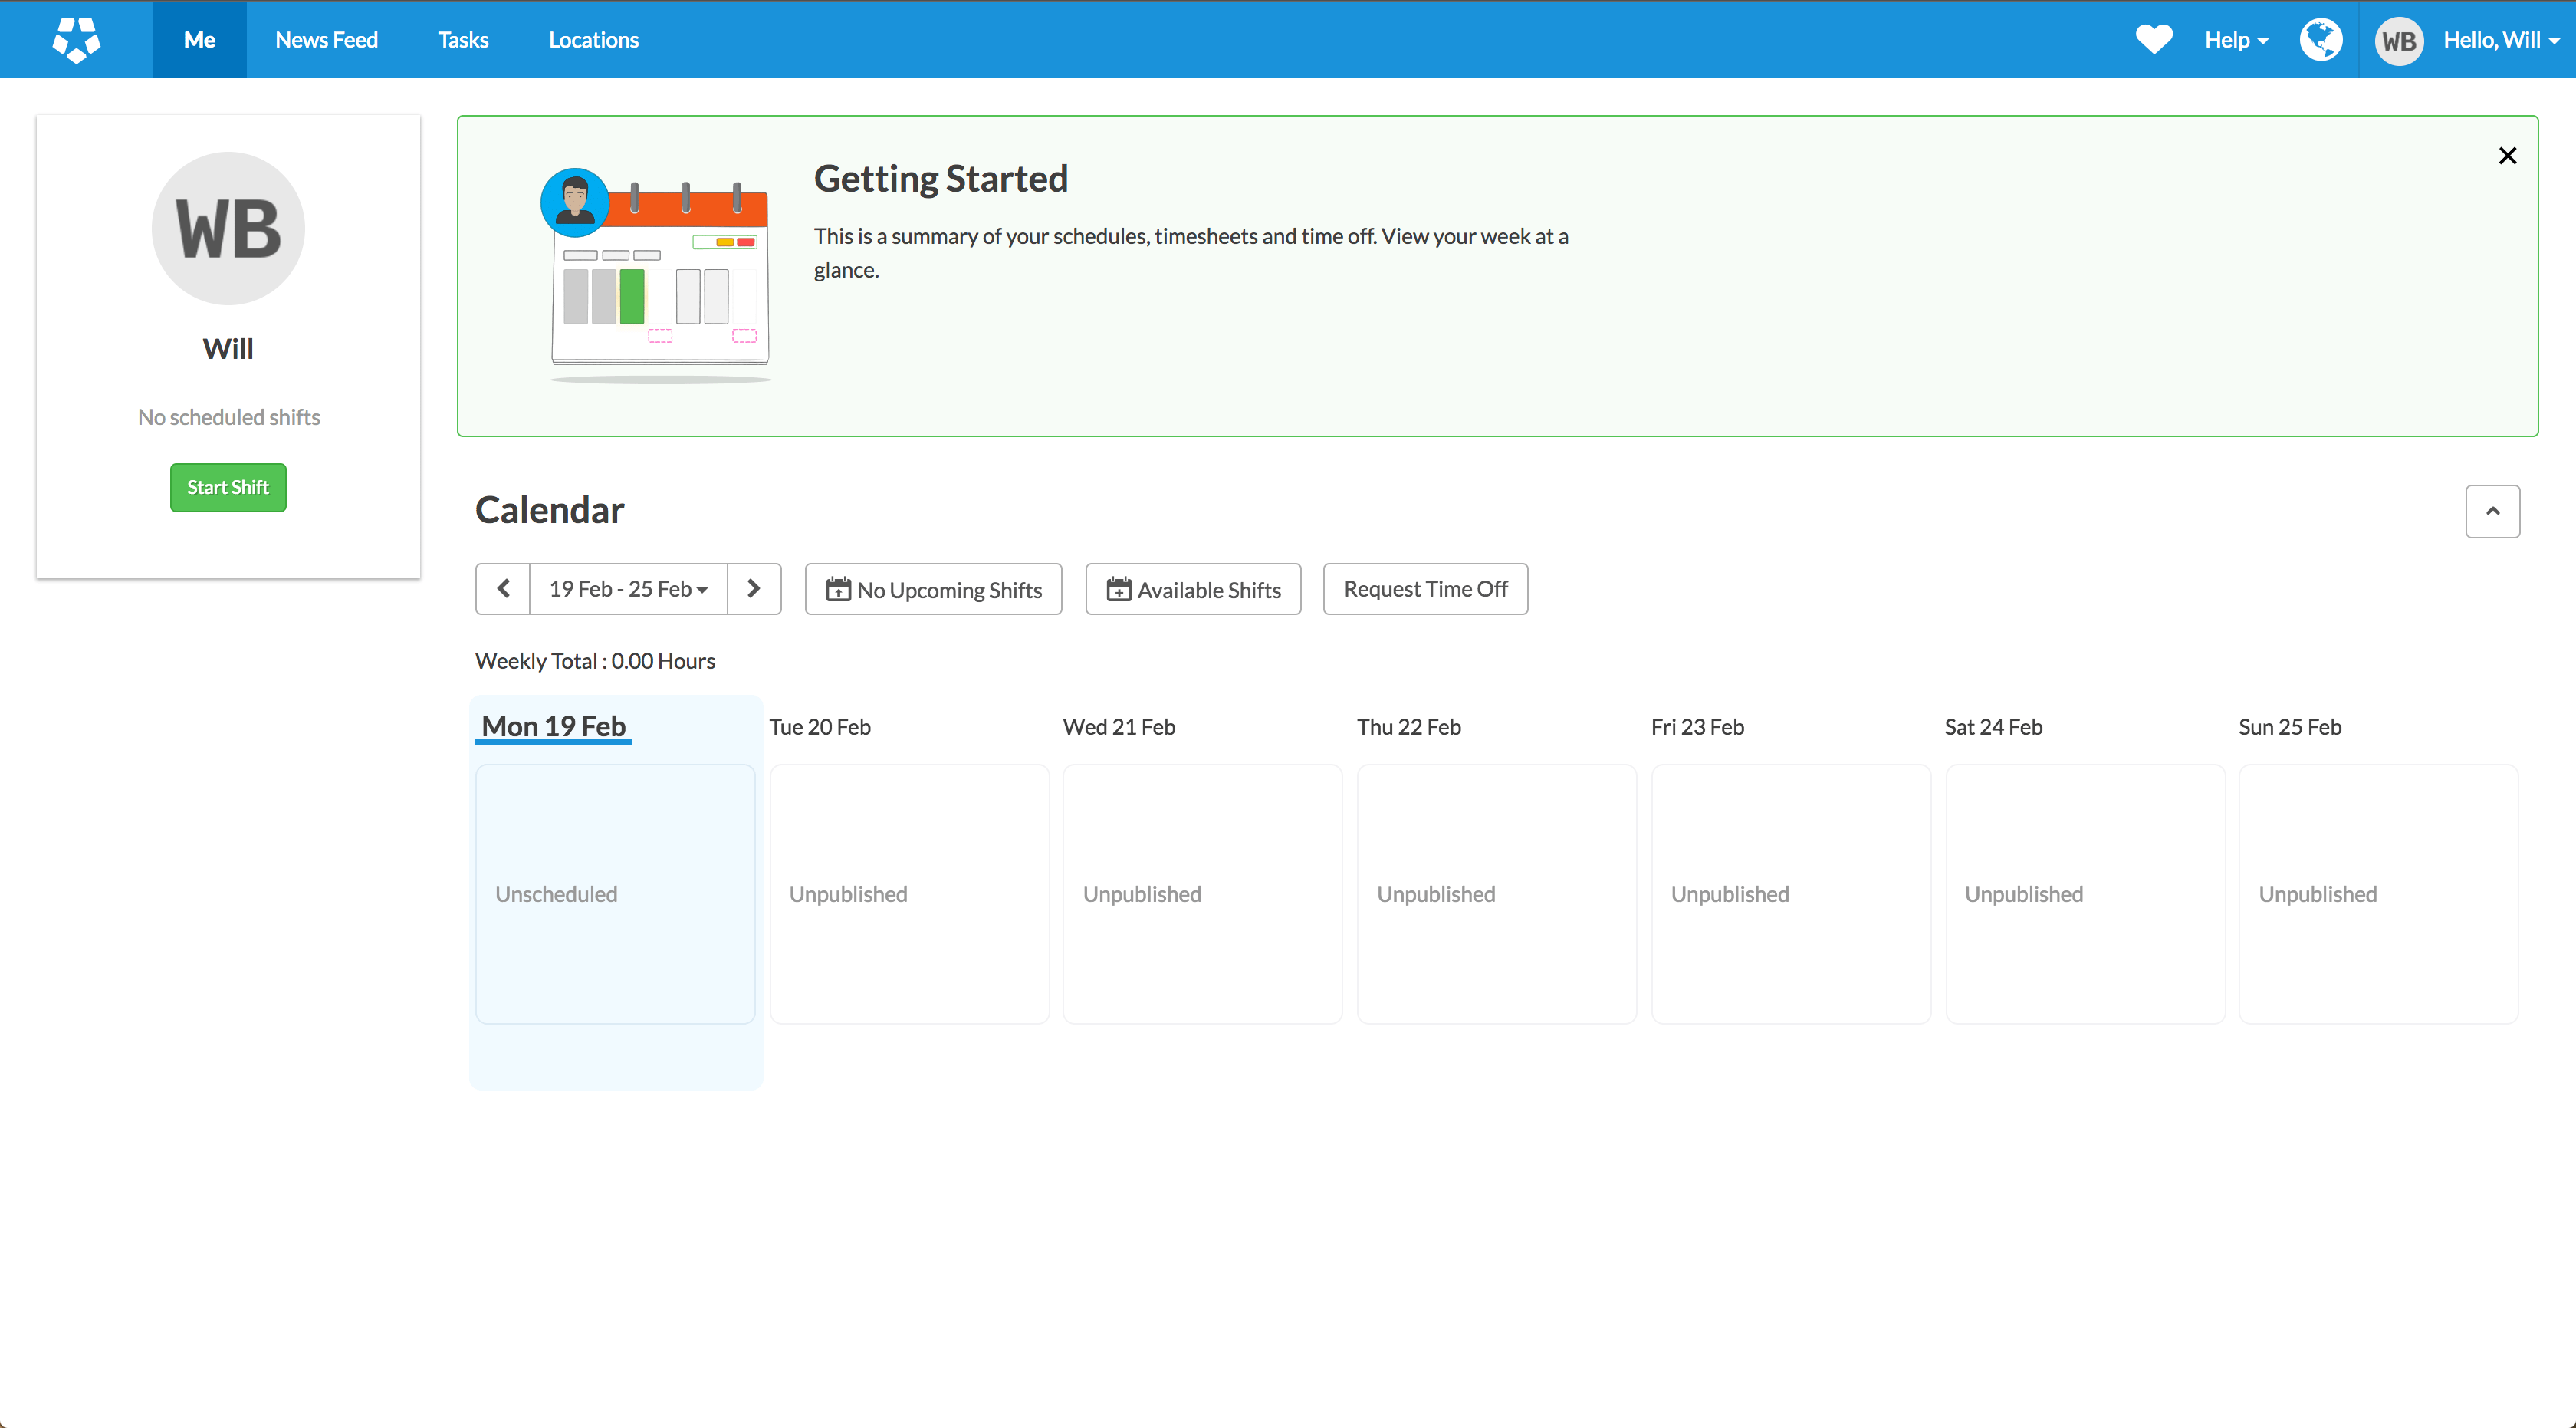 Me News Feed Tasks Locations Help WB Hello, Will
WB
Will
No scheduled shifts
Start Shift
Getting Started
This is a summary of your schedules, timesheets and time off. View your week at a
glance.
Calendar
19 Feb - 25 Feb No Upcoming Shifts Available Shifts Request Time Off
Weekly Total : 0.00 Hours
Mon 19 Feb Tue 20 Feb Wed 21 Feb Thu 22 Feb Fri 23 Feb Sat 24 Feb Sun 25 Feb
Unscheduled Unpublished Unpublished Unpublished Unpublished Unpublished Unpublished